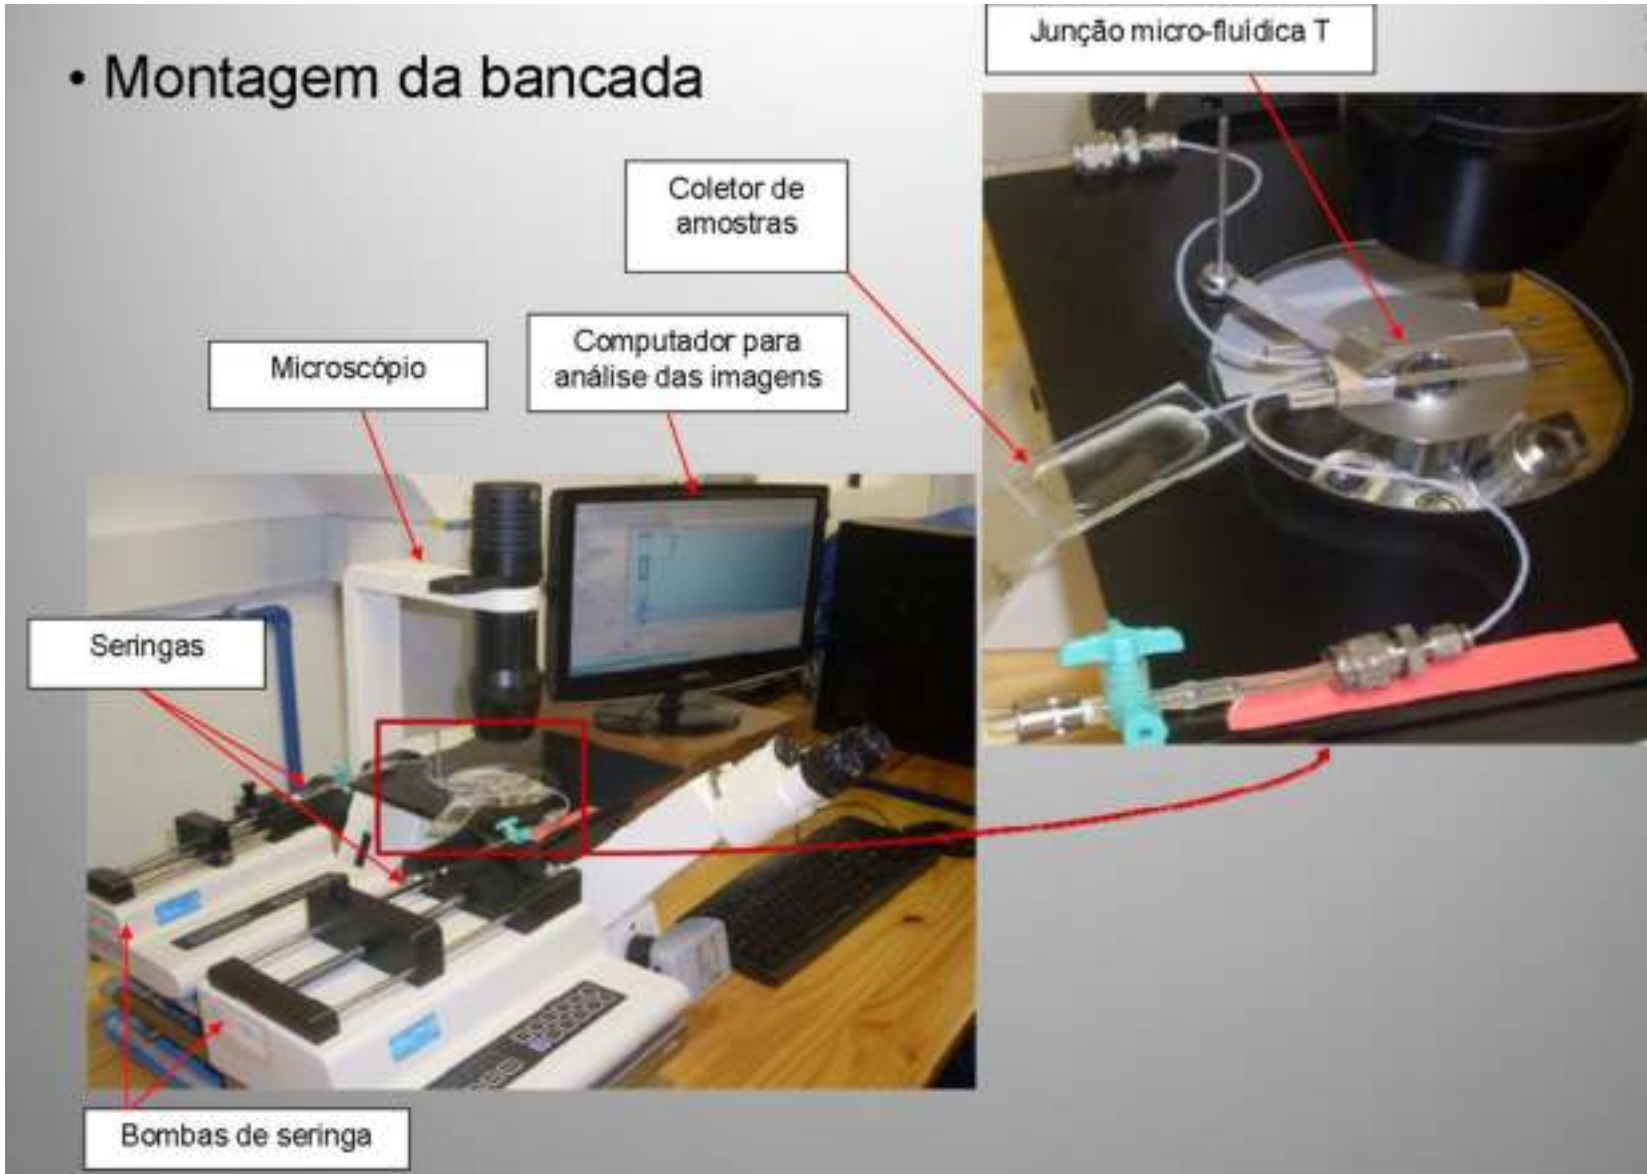 • Montagem da bancada
Junção micro-fluídica T
Coletor de
amostras
Computador para
análise das imagens
Microscópio
Seringas
Bombas de seringa